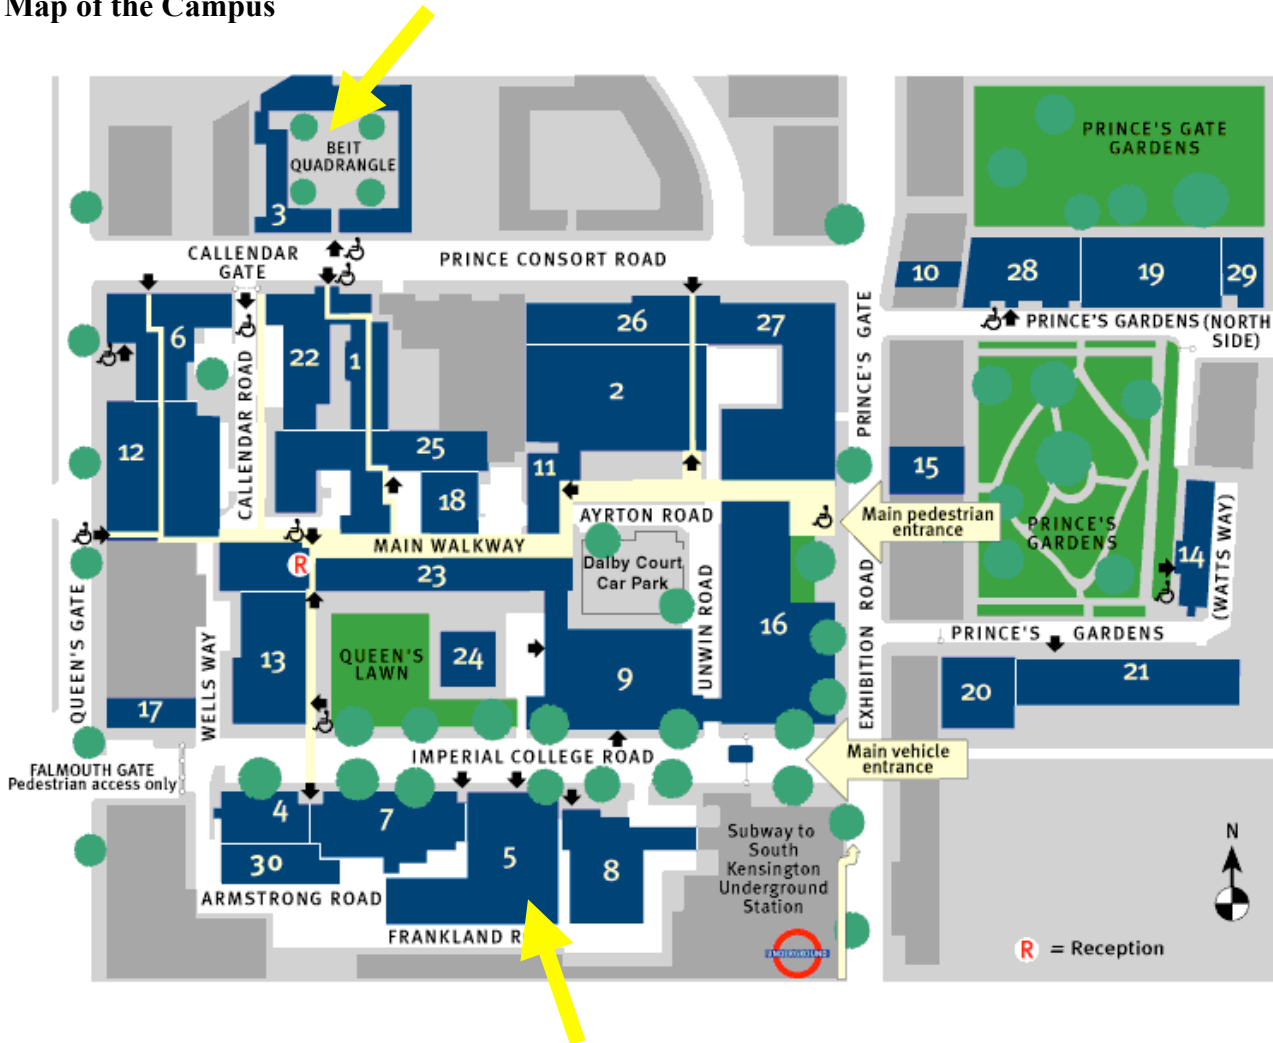 Map of the Campus
BEIT
QUADRANGLE
3
CALLENDAR
GATE
PRINCE CONSORT ROAD
PRINCE'S GATE
GARDENS
10
28
19
29
PRINCE'S GARDENS (NORTH
SIDE)
6
22
1
26
27
2
12
25
18
11
CALLENDAR ROAD
PRINCE'S GATE
15
AYRTON ROAD
Main pedestrian
entrance
PRINCE'S
GARDENS
14
(WATTS WAY)
R
MAIN WALKWAY
23
Dalby Court
Car Park
UNWIN ROAD
16
EXHIBITION ROAD
PRINCE'S GARDENS
QUEEN'S GATE
WELLS WAY
13
QUEEN'S
LAWN
24
9
20
21
17
IMPERIAL COLLEGE ROAD
Main vehicle
entrance
FALMOUTH GATE
Pedestrian access only
4
7
30
5
8
ARMSTRONG ROAD
FRANKLAND R
Subway to
South
Kensington
Underground
Station
UNDERGROUND
N
R = Reception